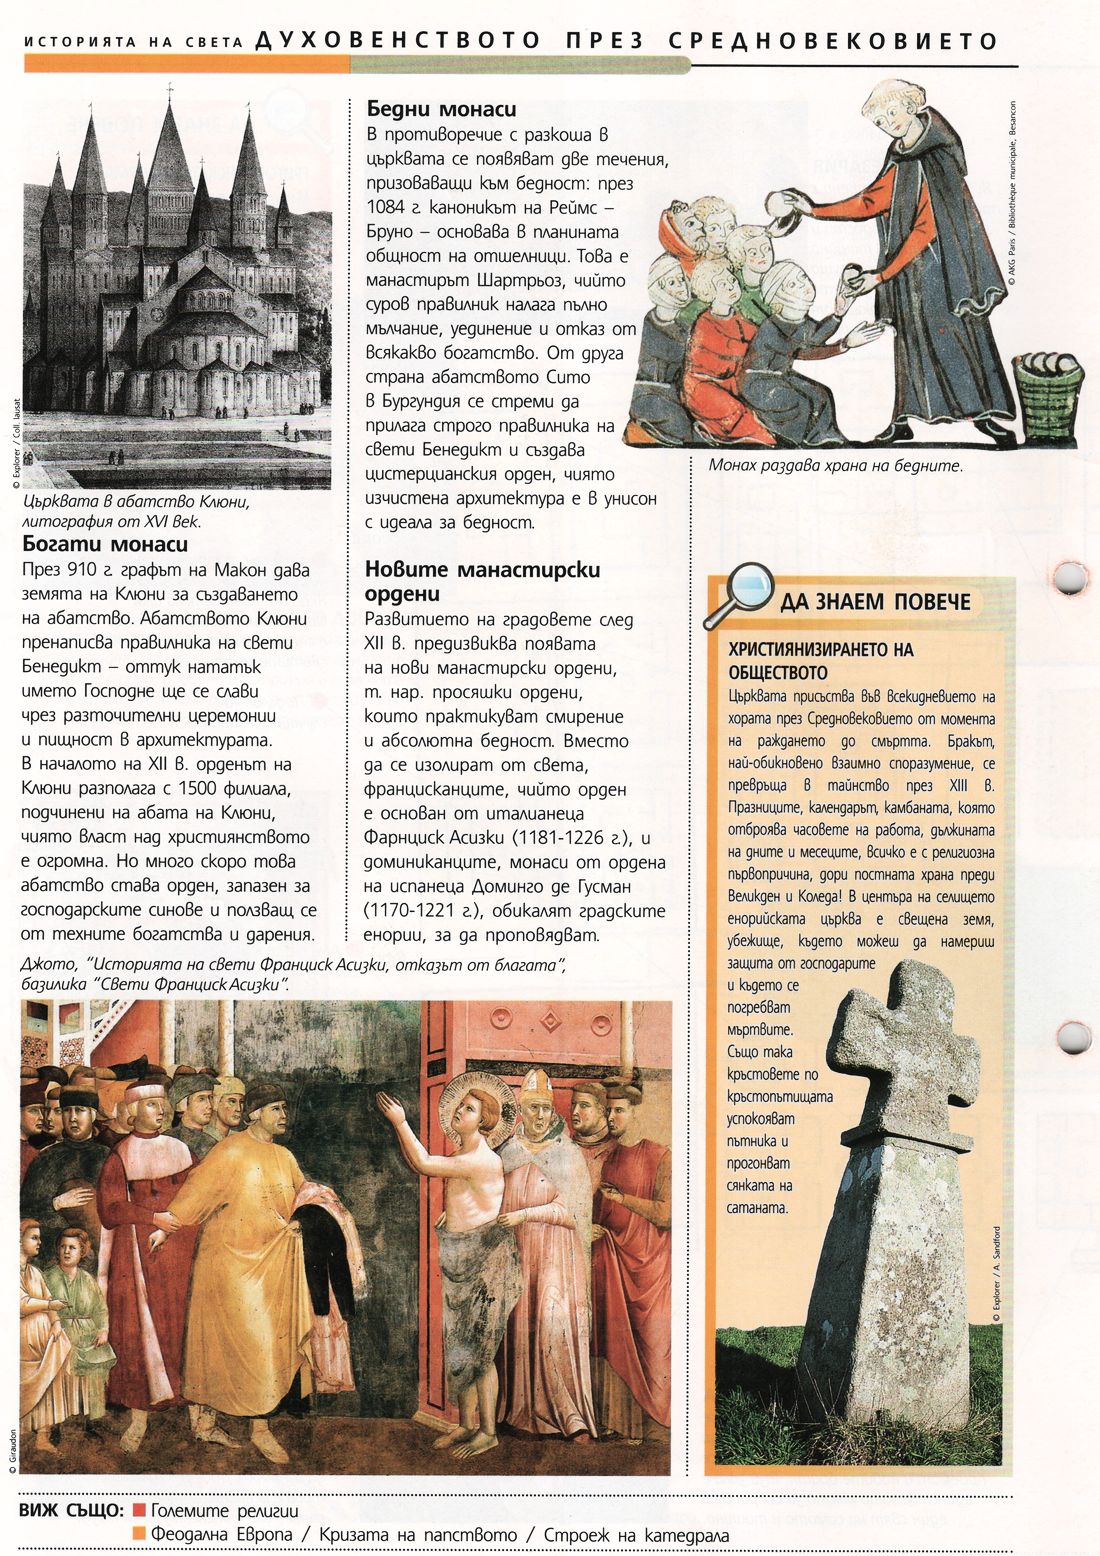 ИСТОРИЯТА НА СВЕТА ДУХОВЕНСТВОТО ПРЕЗ СРЕДНОВЕКОВИЕТО
© Explorer / Coll. lausat
Църквата в абатство Клюни,
литография от XVI век.
Богати монаси
През 910 г. графът на Макон дава
земята на Клюни за създаването
на абатство. Абатството Клюни
пренаписва правилника на свети
Бенедикт – оттук нататък
името Господне ще се слави
чрез разточителни церемонии
и пищност в архитектурата.
В началото на XII в. орденът на
Клюни разполага с 1500 филиала,
подчинени на абата на Клюни,
чиято власт над християнството
е огромна. Но много скоро това
абатство става орден, запазен за
господарските синове и ползващ се
от техните богатства и дарения.
Бедни монаси
В противоречие с разкоша в
църквата се появяват две течения,
призоваващи към бедност: през
1084 г. каноникът на Реймс –
Бруно – основава в планината
общност на отшелници. Това е
манастирът Шартрьоз, чийто
суров правилник налага пълно
мълчание, уединение и отказ от
всякакво богатство. От друга
страна абатството Сито
в Бургундия се стреми да
прилага строго правилника на
свети Бенедикт и създава
цистерциански<br>я орден, чиято
изчистена архитектура е в унисон
с идеала за бедност.
Новите манастирски
ордени
Развитието на градовете след
XII в. предизвиква появата
на нови манастирски ордени,
т. нар. просяшки ордени,
които практикуват смирение
и абсолютна бедност. Вместо
да се изолират от света,
францисканците, чийто орден
е основан от италианеца
Фарнциск Асизки (1181-1226 г.), и
доминиканците, монаси от ордена
на испанеца Доминго де Гусман
(1170-1221 г.), обикалят градските
енории, за да проповядват.
© AKG Paris / Bibliothèque municipale, Besancon
Монах раздава храна на бедните.
ДА ЗНАЕМ ПОВЕЧЕ
ХРИСТИЯНИЗИРАНЕТО НА
ОБЩЕСТВОТО
Църквата присъства във всекидневието на
хората през Средновековието от момента
на раждането до смъртта. Бракът,
най-обикновено взаимно споразумение, се
превръща в тайнство през XIII в.
Празниците, календарът, камбаната, която
отброява часовете на работа, дължината
на дните и месеците, всичко е с религиозна
първопричина, дори постната храна преди
Великден и Коледа! В центъра на селището
енорийската църква е свещена земя,
убежище, където можеш да намериш
защита от господарите
и където се
погребват
мъртвите.
Също така
кръстовете по
кръстопътищата
успокояват
пътника и
прогонват
сянката на
сатаната.
© Explorer / A. Sandford
Джото, "Историята на свети Франциск Асизки, отказът от благата",
базилика "Свети Франциск Асизки".
© Giraudon
ВИЖ СЪЩО: Големите религии
Феодална Европа / Кризата на папството / Строеж на катедрала